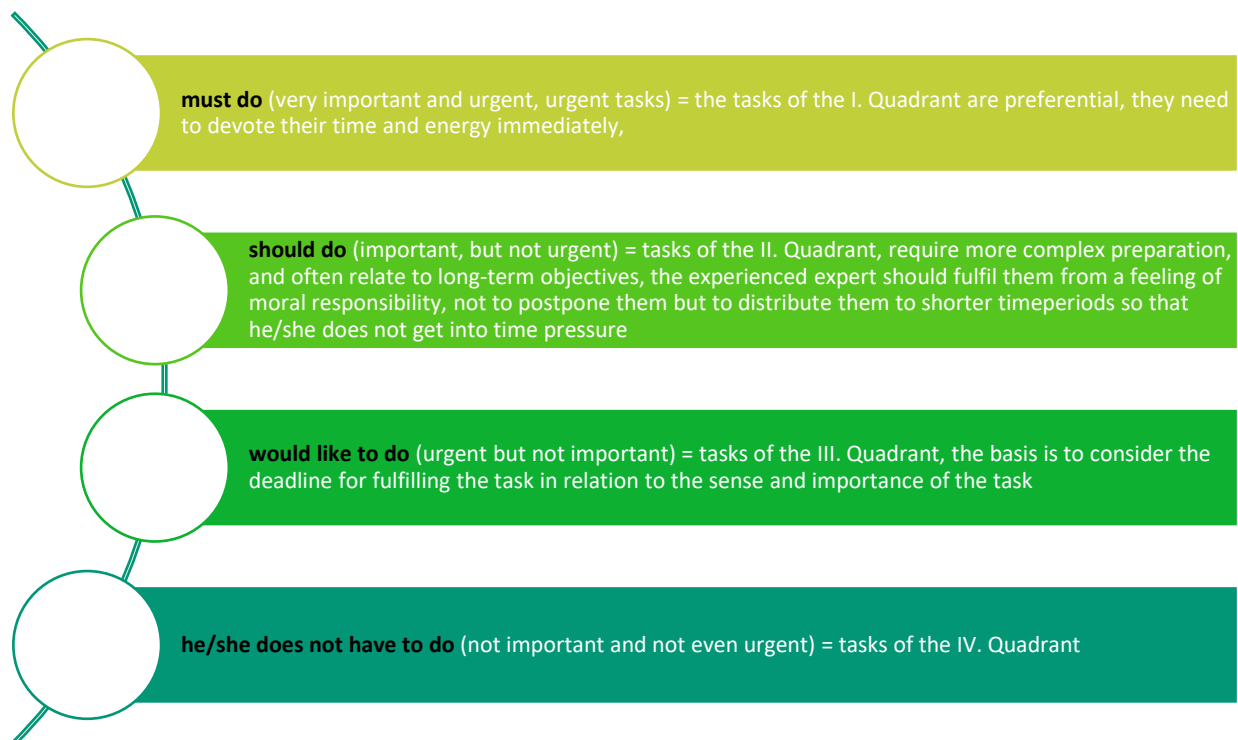 must do (very important and urgent, urgent tasks) = the tasks of the I. Quadrant are preferential, they need
to devote their time and energy immediately,
should do (important, but not urgent) = tasks of the II. Quadrant, require more complex preparation,
and often relate to long-term objectives, the experienced expert should fulfil them from a feeling of
moral responsibility, not to postpone them but to distribute them to shorter timeperiods so that
he/she does not get into time pressure
would like to do (urgent but not important) = tasks of the III. Quadrant, the basis is to consider the
deadline for fulfilling the task in relation to the sense and importance of the task
he/she does not have to do (not important and not even urgent) = tasks of the IV. Quadrant